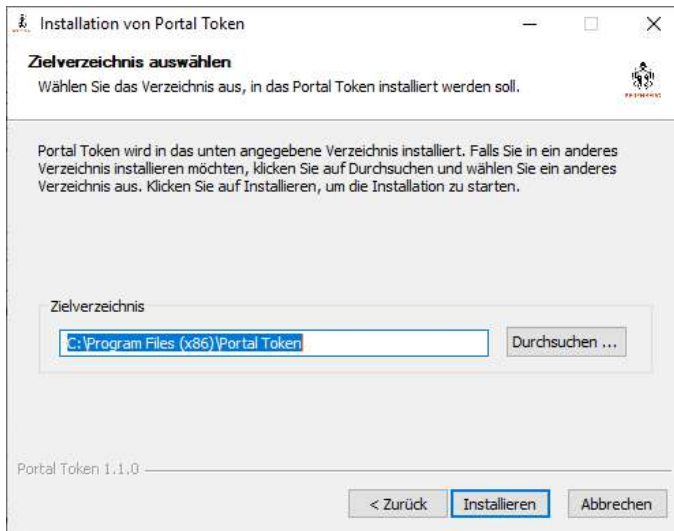 Installation von Portal Token
Zielverzeichnis auswählen
Wählen Sie das Verzeichnis aus, in das Portal Token installiert werden soll.
Portal Token wird in das unten angegebene Verzeichnis installiert. Falls Sie in ein anderes
Verzeichnis installieren möchten, klicken Sie auf Durchsuchen und wählen Sie ein anderes
Verzeichnis aus. Klicken Sie auf Installieren, um die Installation zu starten.
Zielverzeichnis
C:\Program Files (x86)\Portal Token
Durchsuchen ...
Portal Token 1.1.0
< Zurück
Installieren
Abbrechen